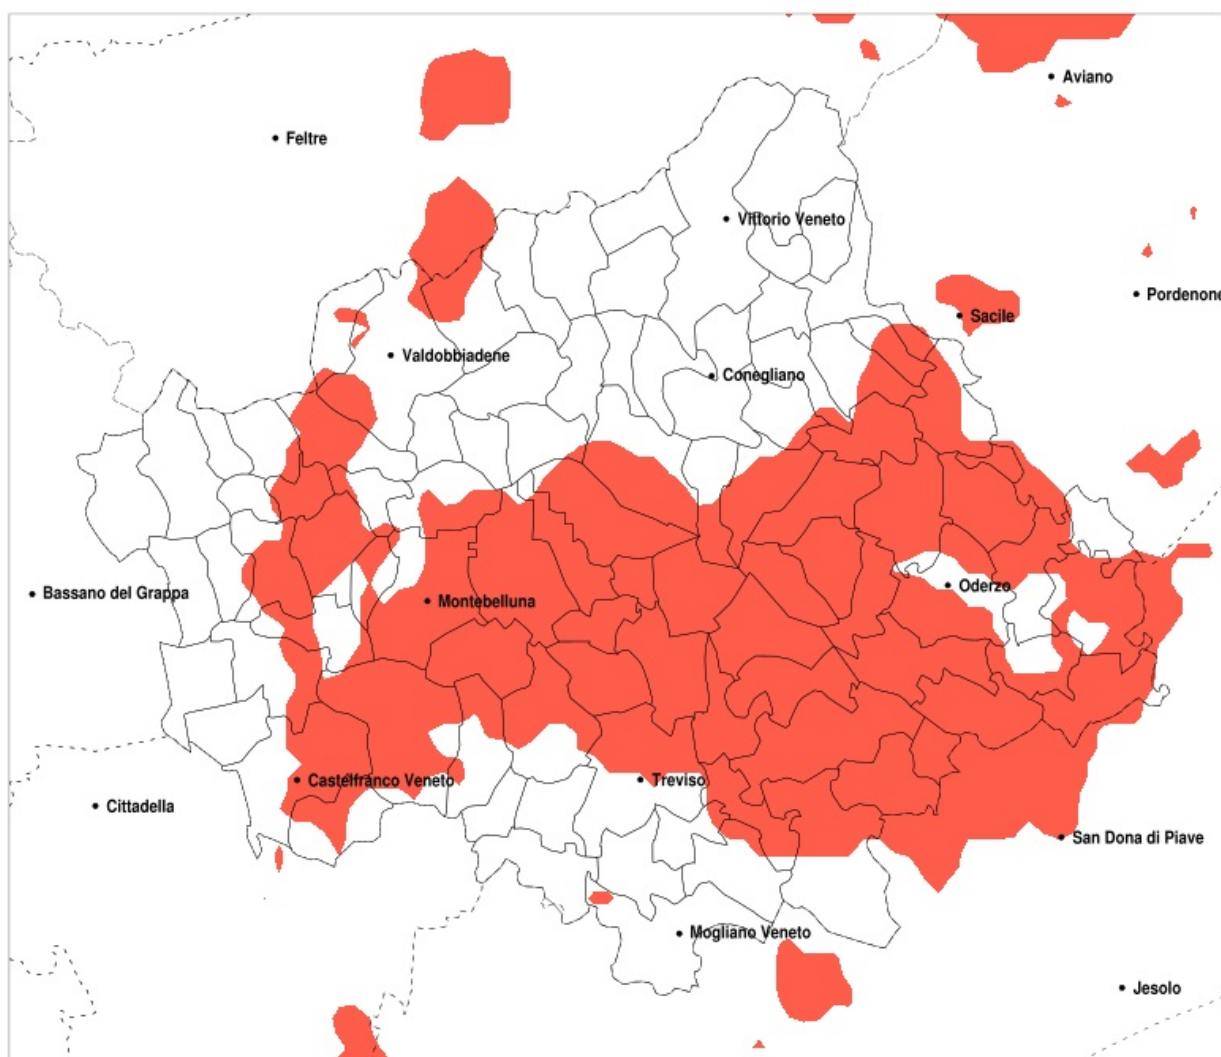 Aviano
Feltre
Vittorio Veneto
Pordenone
Sacile
Valdobbiadene
Conegliano
Oderzo
Bassano del Grappa
Montebelluna
Castelfranco Veneto
Treviso
Cittadella
San Dona di Piave
Mogliano Veneto
Jesolo